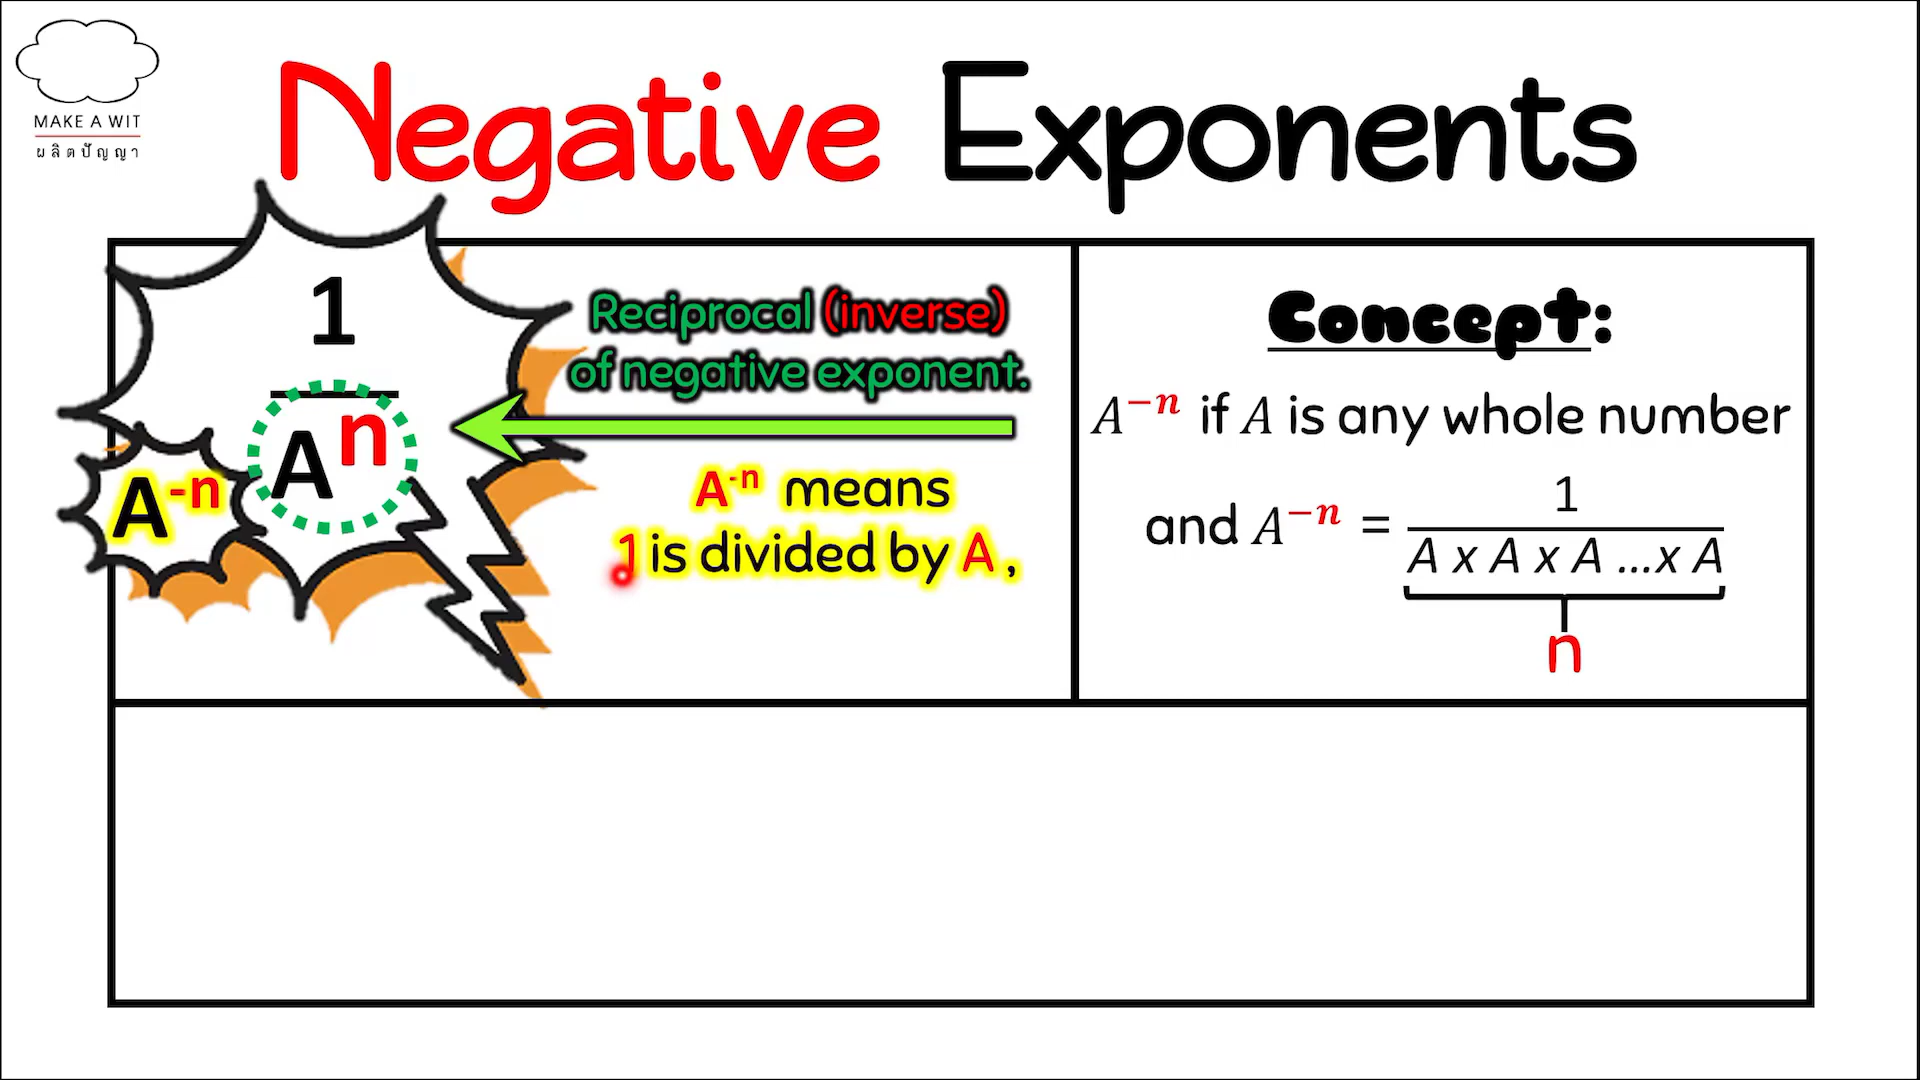 MAKE A WIT
ผลิตปัญญา
Negative Exponents
1
Aⁿ
A⁻ⁿ
Reciprocal (inverse)
of negative exponent.
A⁻ⁿ means
1 is divided by A ,
Concept:
A⁻ⁿ if A is any whole number
1
and A⁻ⁿ =
A x A x A ...x A
n